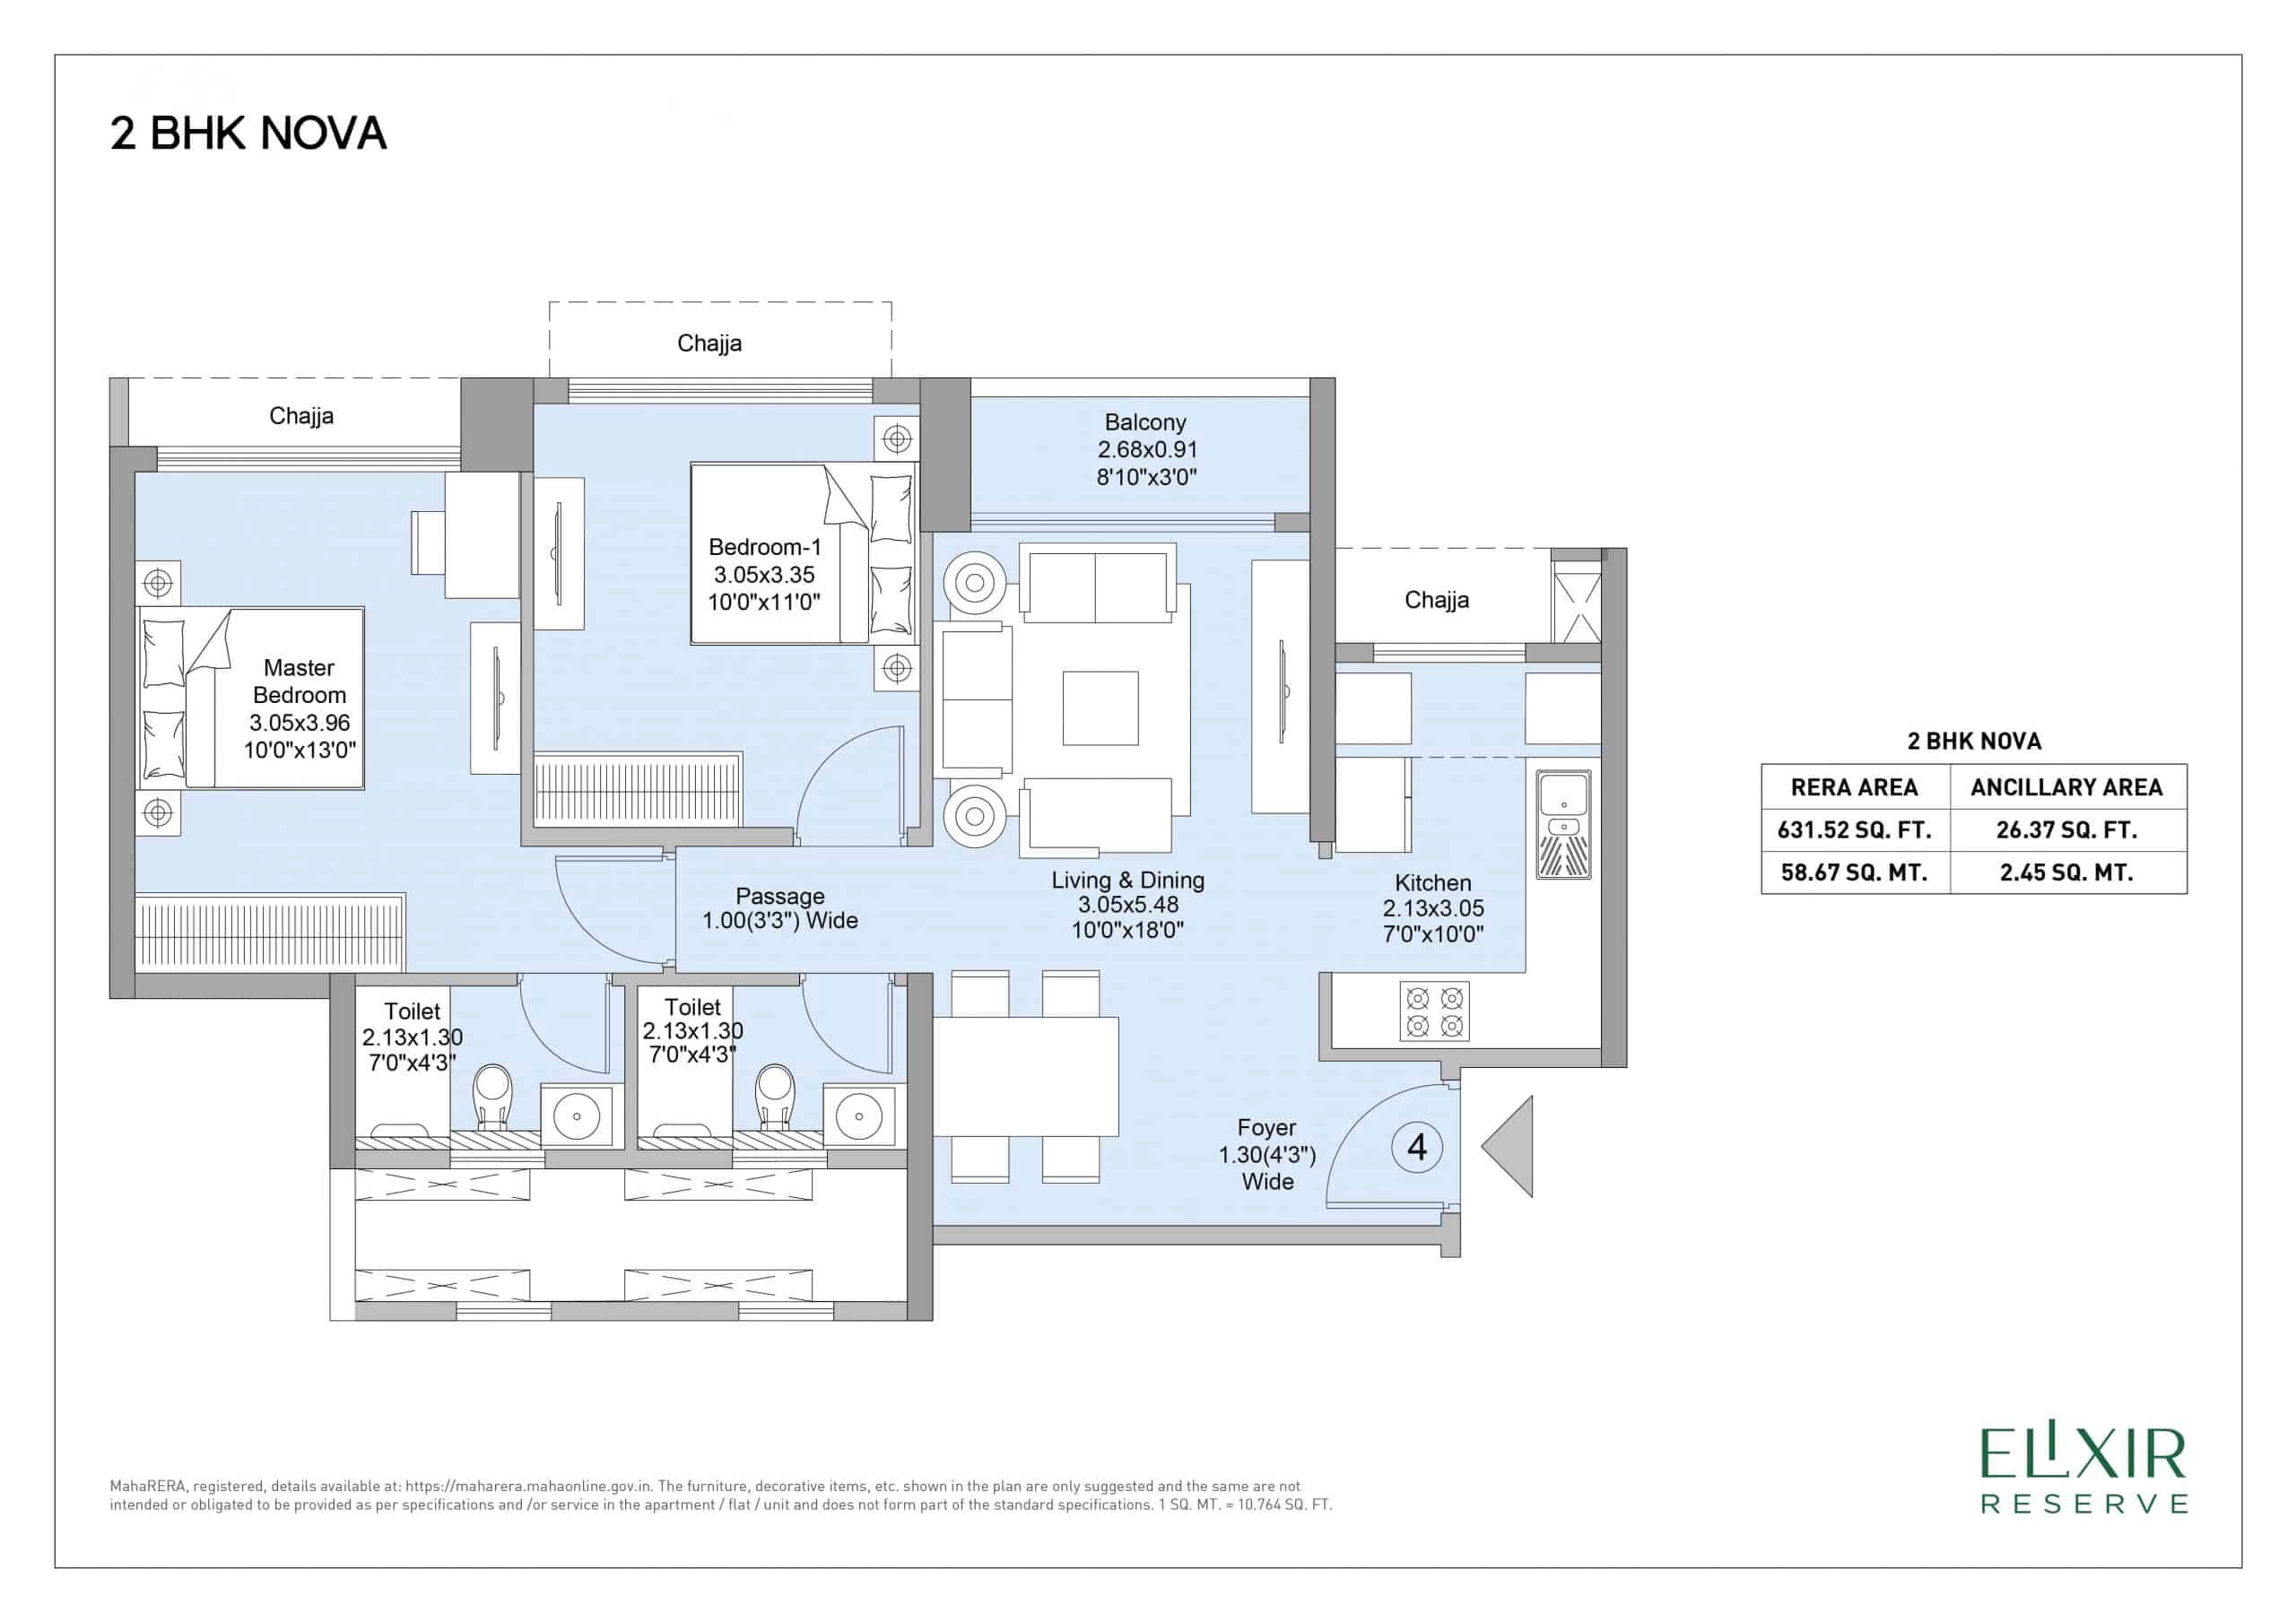 2 BHK NOVA
Chajja
Chajja
Balcony
2.68x0.91
8'10"x3'0"
Bedroom-1
3.05x3.35
10'0"x11'0"
Chajja
Master
Bedroom
3.05x3.96
10'0"x13'0"
2 BHK NOVA
RERA AREA ANCILLARY AREA
631.52 SQ. FT. 26.37 SQ. FT.
58.67 SQ. MT. 2.45 SQ. MT.
Passage
1.00(3'3") Wide
Living & Dining
3.05x5.48
10'0"x18'0"
Kitchen
2.13x3.05
7'0"x10'0"
Toilet
2.13x1.30
7'0"x4'3"
Toilet
2.13x1.30
7'0"x4'3"
Foyer
1.30(4'3")
Wide
4
MahaRERA, registered, details available at: https://maharera.mahaonline.gov.in. The furniture, decorative items, etc. shown in the plan are only suggested and the same are not
intended or obligated to be provided as per specifications and /or service in the apartment / flat / unit and does not form part of the standard specifications. 1 SQ. MT. = 10.764 SQ. FT.
ELIXIR
RESERVE